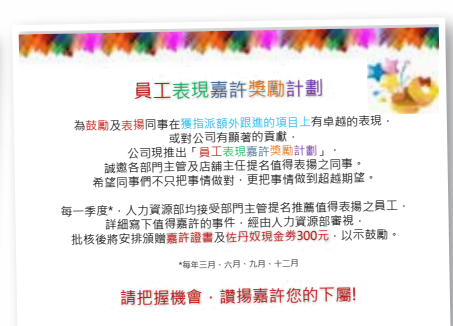 員工表現嘉許獎勵計劃
為鼓勵及表揚同事在獲指派額外跟進的項目上有卓越的表現，
或對公司有顯著的貢獻，
公司現推出「員工表現嘉許獎勵計劃」，
誠邀各部門主管及店舖主任提名值得表揚之同事。
希望同事們不只把事情做對，更把事情做到超越期望。
每一季度*，人力資源部均接受部門主管提名推薦值得表揚之員工，
詳細寫下值得嘉許的事件，經由人力資源部審視，
批核後將安排頒贈嘉許證書及佐丹奴現金券300元，以示鼓勵。
*每年三月、六月、九月、十二月
請把握機會，讚揚嘉許您的下屬!